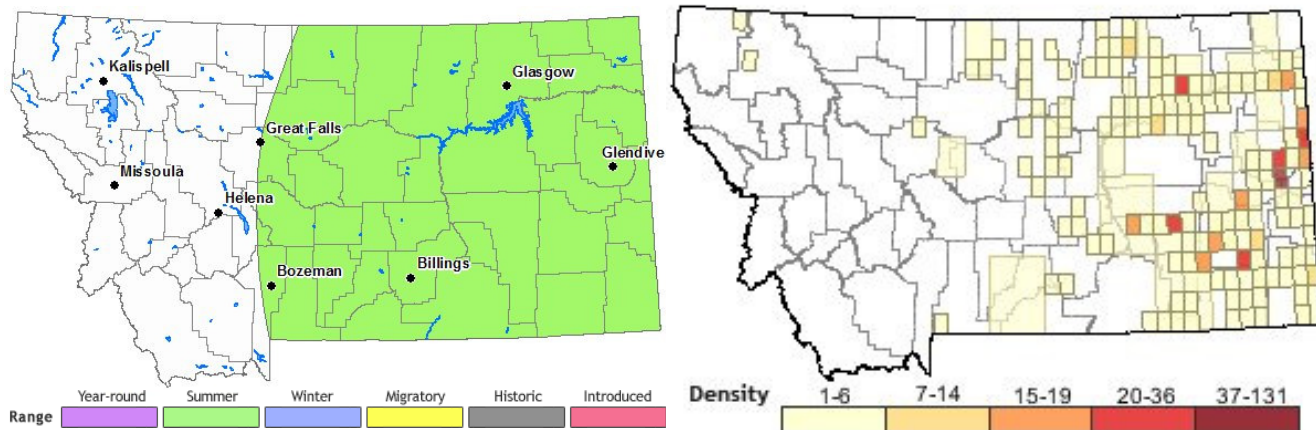 Kalispell
Glasgow
Great Falls
Glendive
Missoula
Helena
Bozeman
Billings
Year-round Summer Winter Migratory Historic Introduced
Range
Density 1-6 7-14 15-19 20-36 37-131